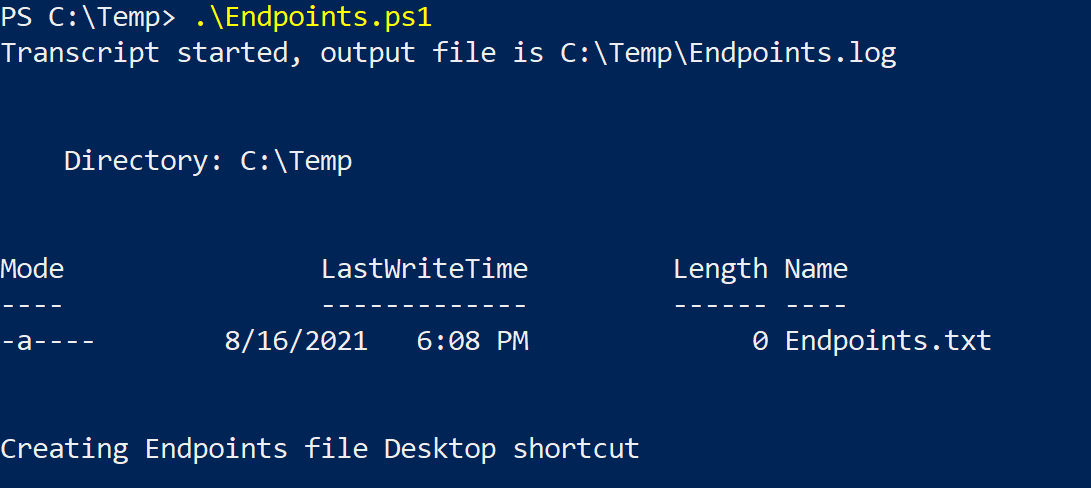 PS C:\Temp> .\Endpoints.ps1
Transcript started, output file is C:\Temp\Endpoints.log
    Directory: C:\Temp
Mode                LastWriteTime         Length Name
----                -------------         ------ ----
-a----        8/16/2021   6:08 PM              0 Endpoints.txt
Creating Endpoints file Desktop shortcut